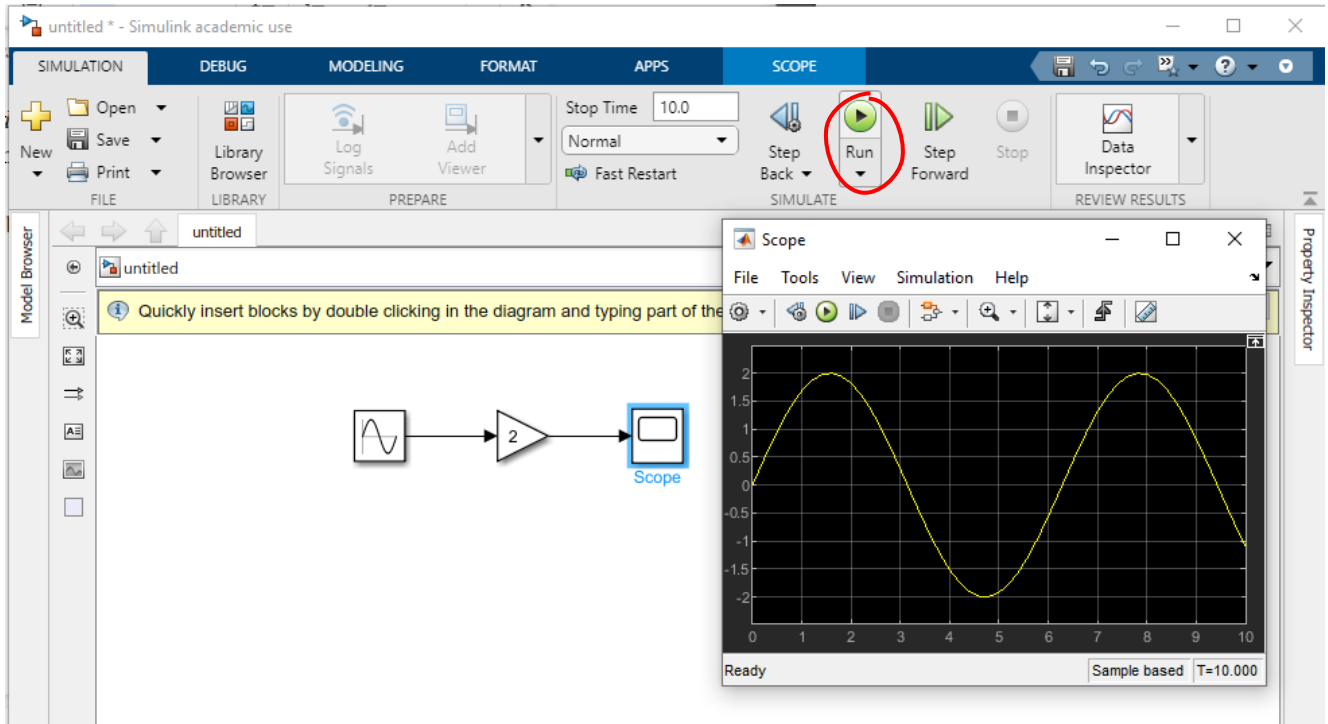 untitled * - Simulink academic use
SIMULATION DEBUG MODELING FORMAT APPS SCOPE
New
Open
Save
Print
FILE
Library
Browser
LIBRARY
Log
Signals
Add
Viewer
PREPARE
Stop Time 10.0
Normal
Fast Restart
Step
Back
Run
Step
Forward
Stop
SIMULATE
Data
Inspector
REVIEW RESULTS
Model Browser
untitled
untitled
Quickly insert blocks by double clicking in the diagram and typing part of the
2
Scope
Property Inspector
Scope
File Tools View Simulation Help
2
1.5
1
0.5
0
-0.5
-1
-1.5
-2
0 1 2 3 4 5 6 7 8 9 10
Ready Sample based T=10.000